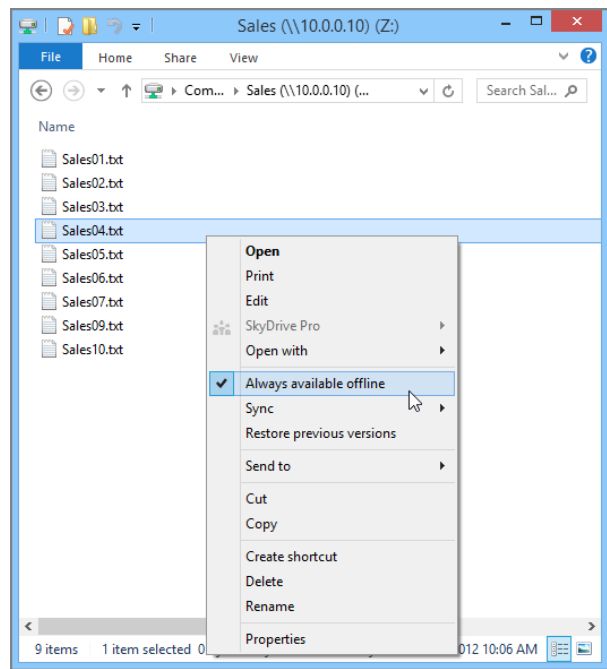 Sales (\\10.0.0.10) (Z:)
File Home Share View
Com... Sales (\\10.0.0.10) (... Search Sal...
Name
Sales01.txt
Sales02.txt
Sales03.txt
Sales04.txt
Sales05.txt
Sales06.txt
Sales07.txt
Sales09.txt
Sales10.txt
Open
Print
Edit
SkyDrive Pro
Open with
Always available offline
Sync
Restore previous versions
Send to
Cut
Copy
Create shortcut
Delete
Rename
Properties
9 items 1 item selected 0 012 10:06 AM